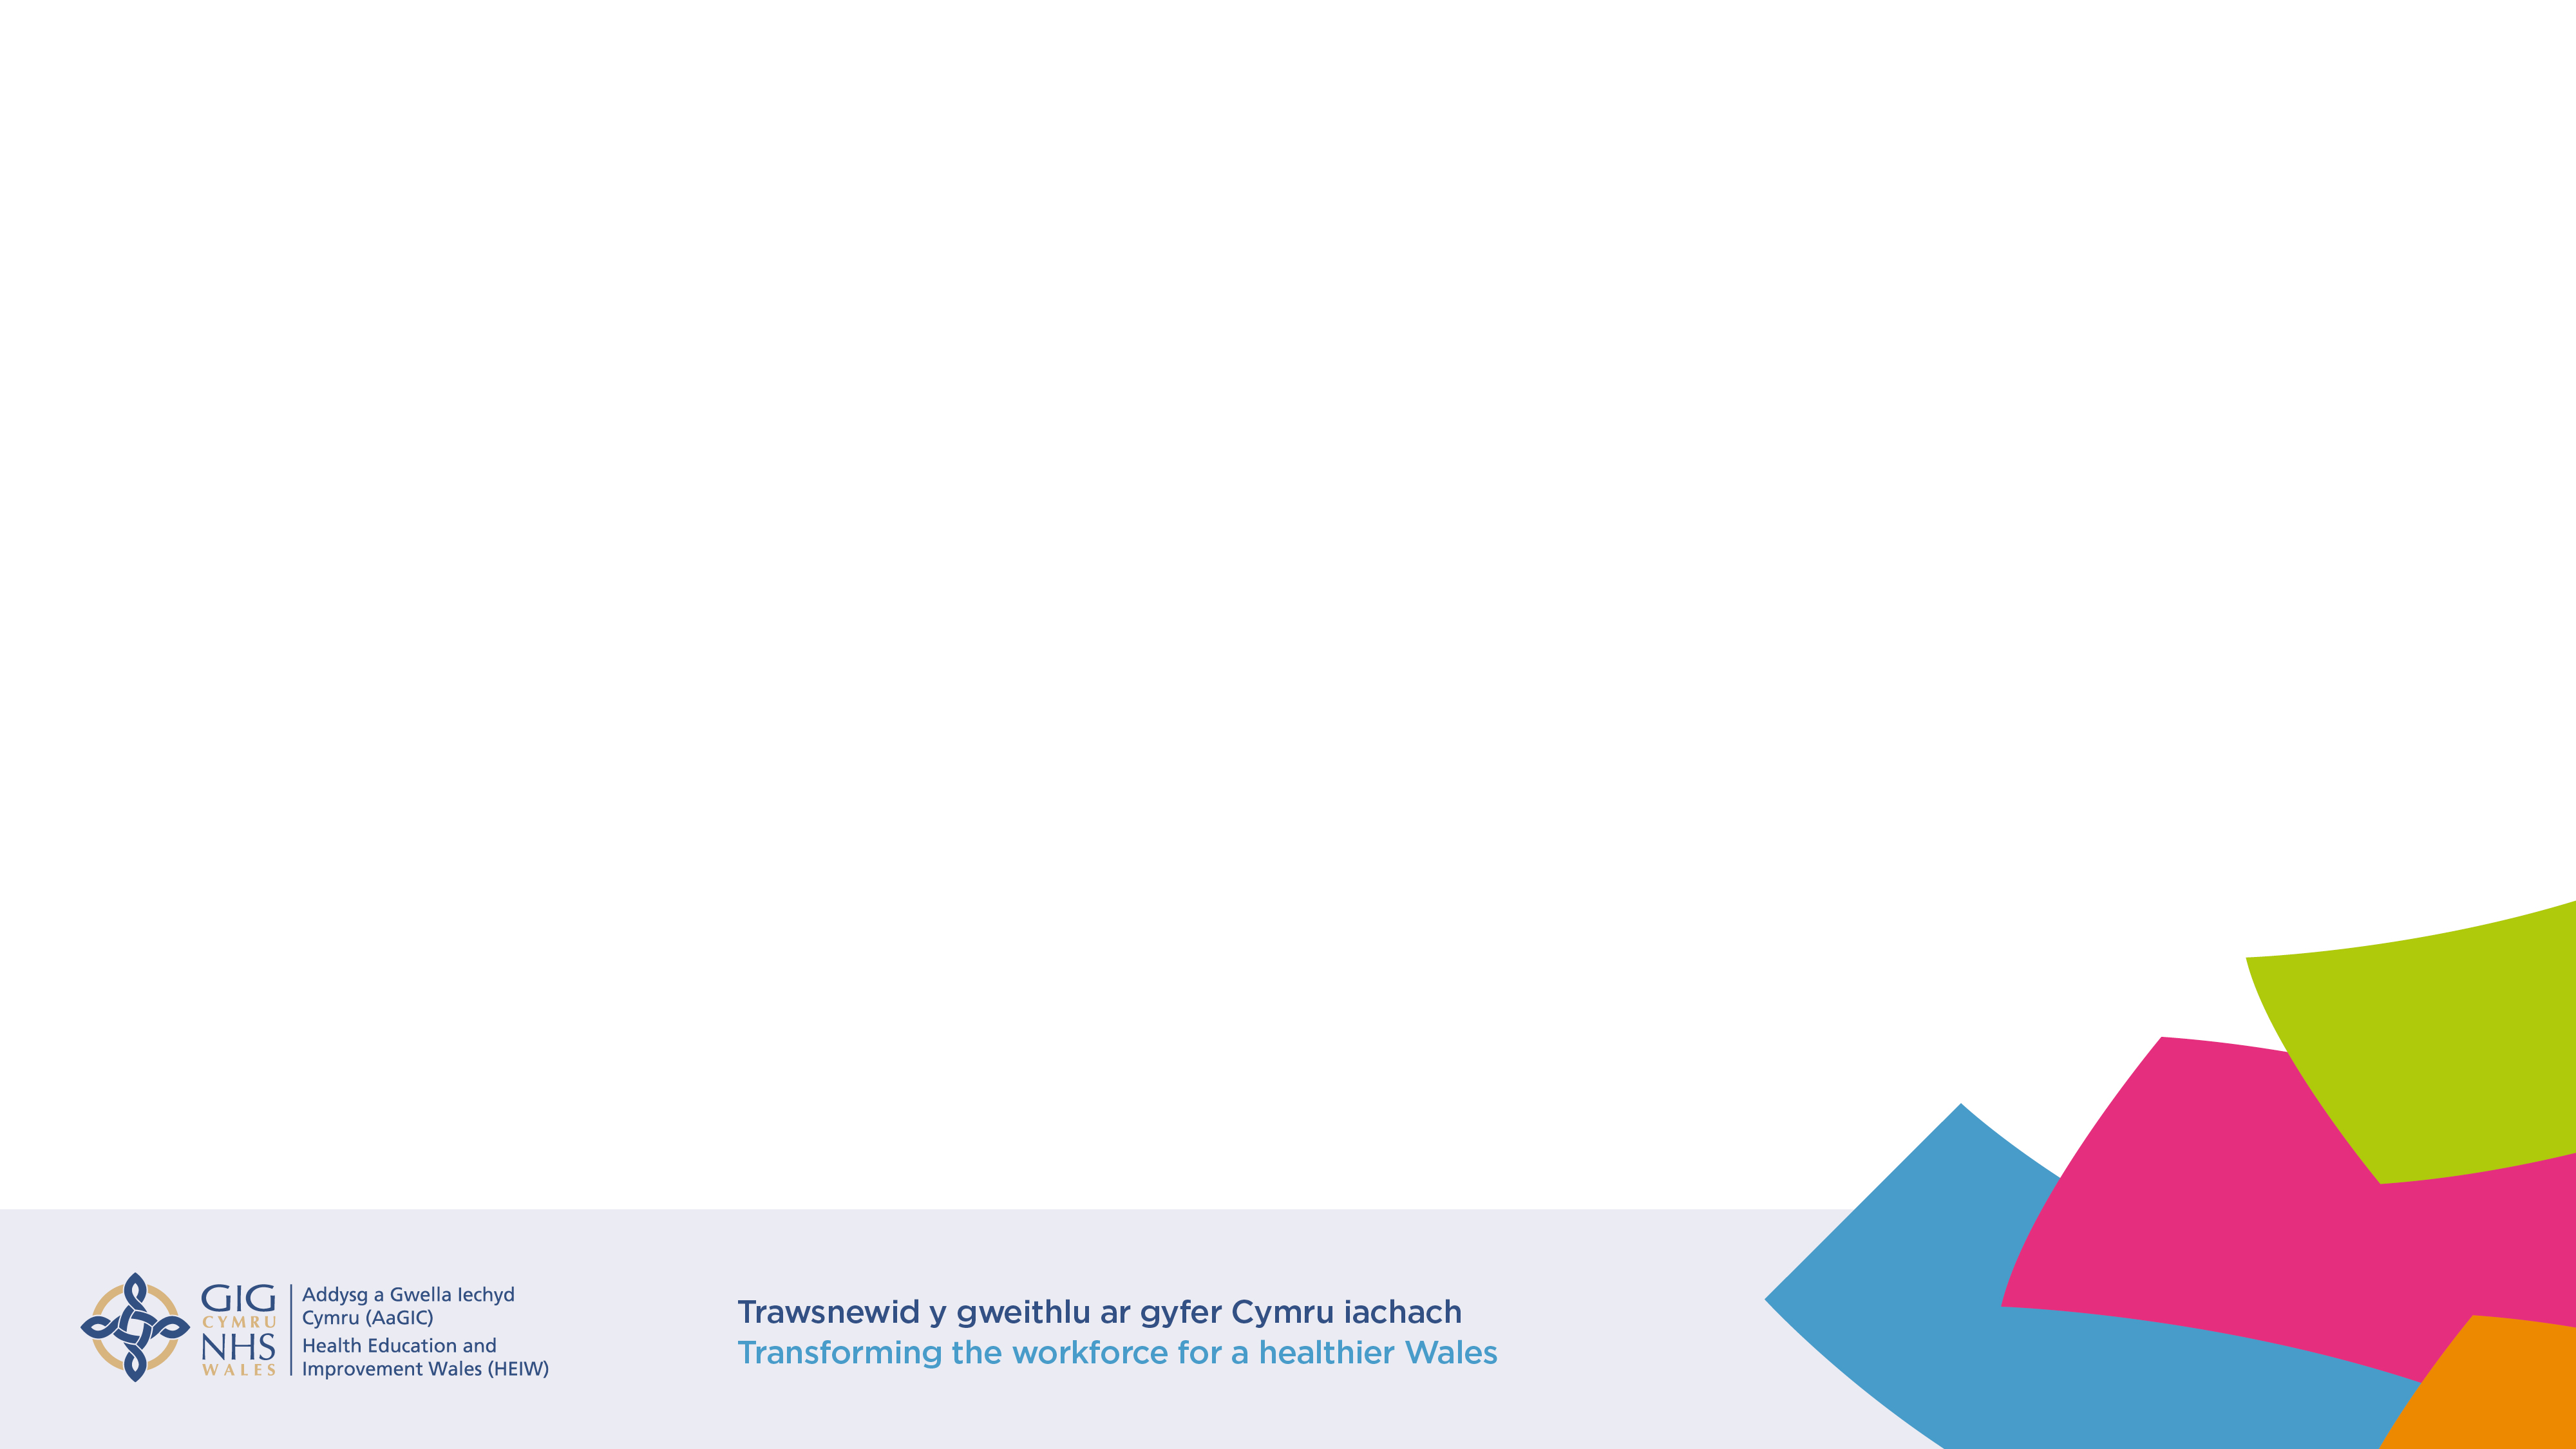 GIG
CYMRU
NHS
WALES
Addysg a Gwella Iechyd
Cymru (AaGIC)
Health Education and
Improvement Wales (HEIW)
Trawsnewid y gweithlu ar gyfer Cymru iachach
Transforming the workforce for a healthier Wales